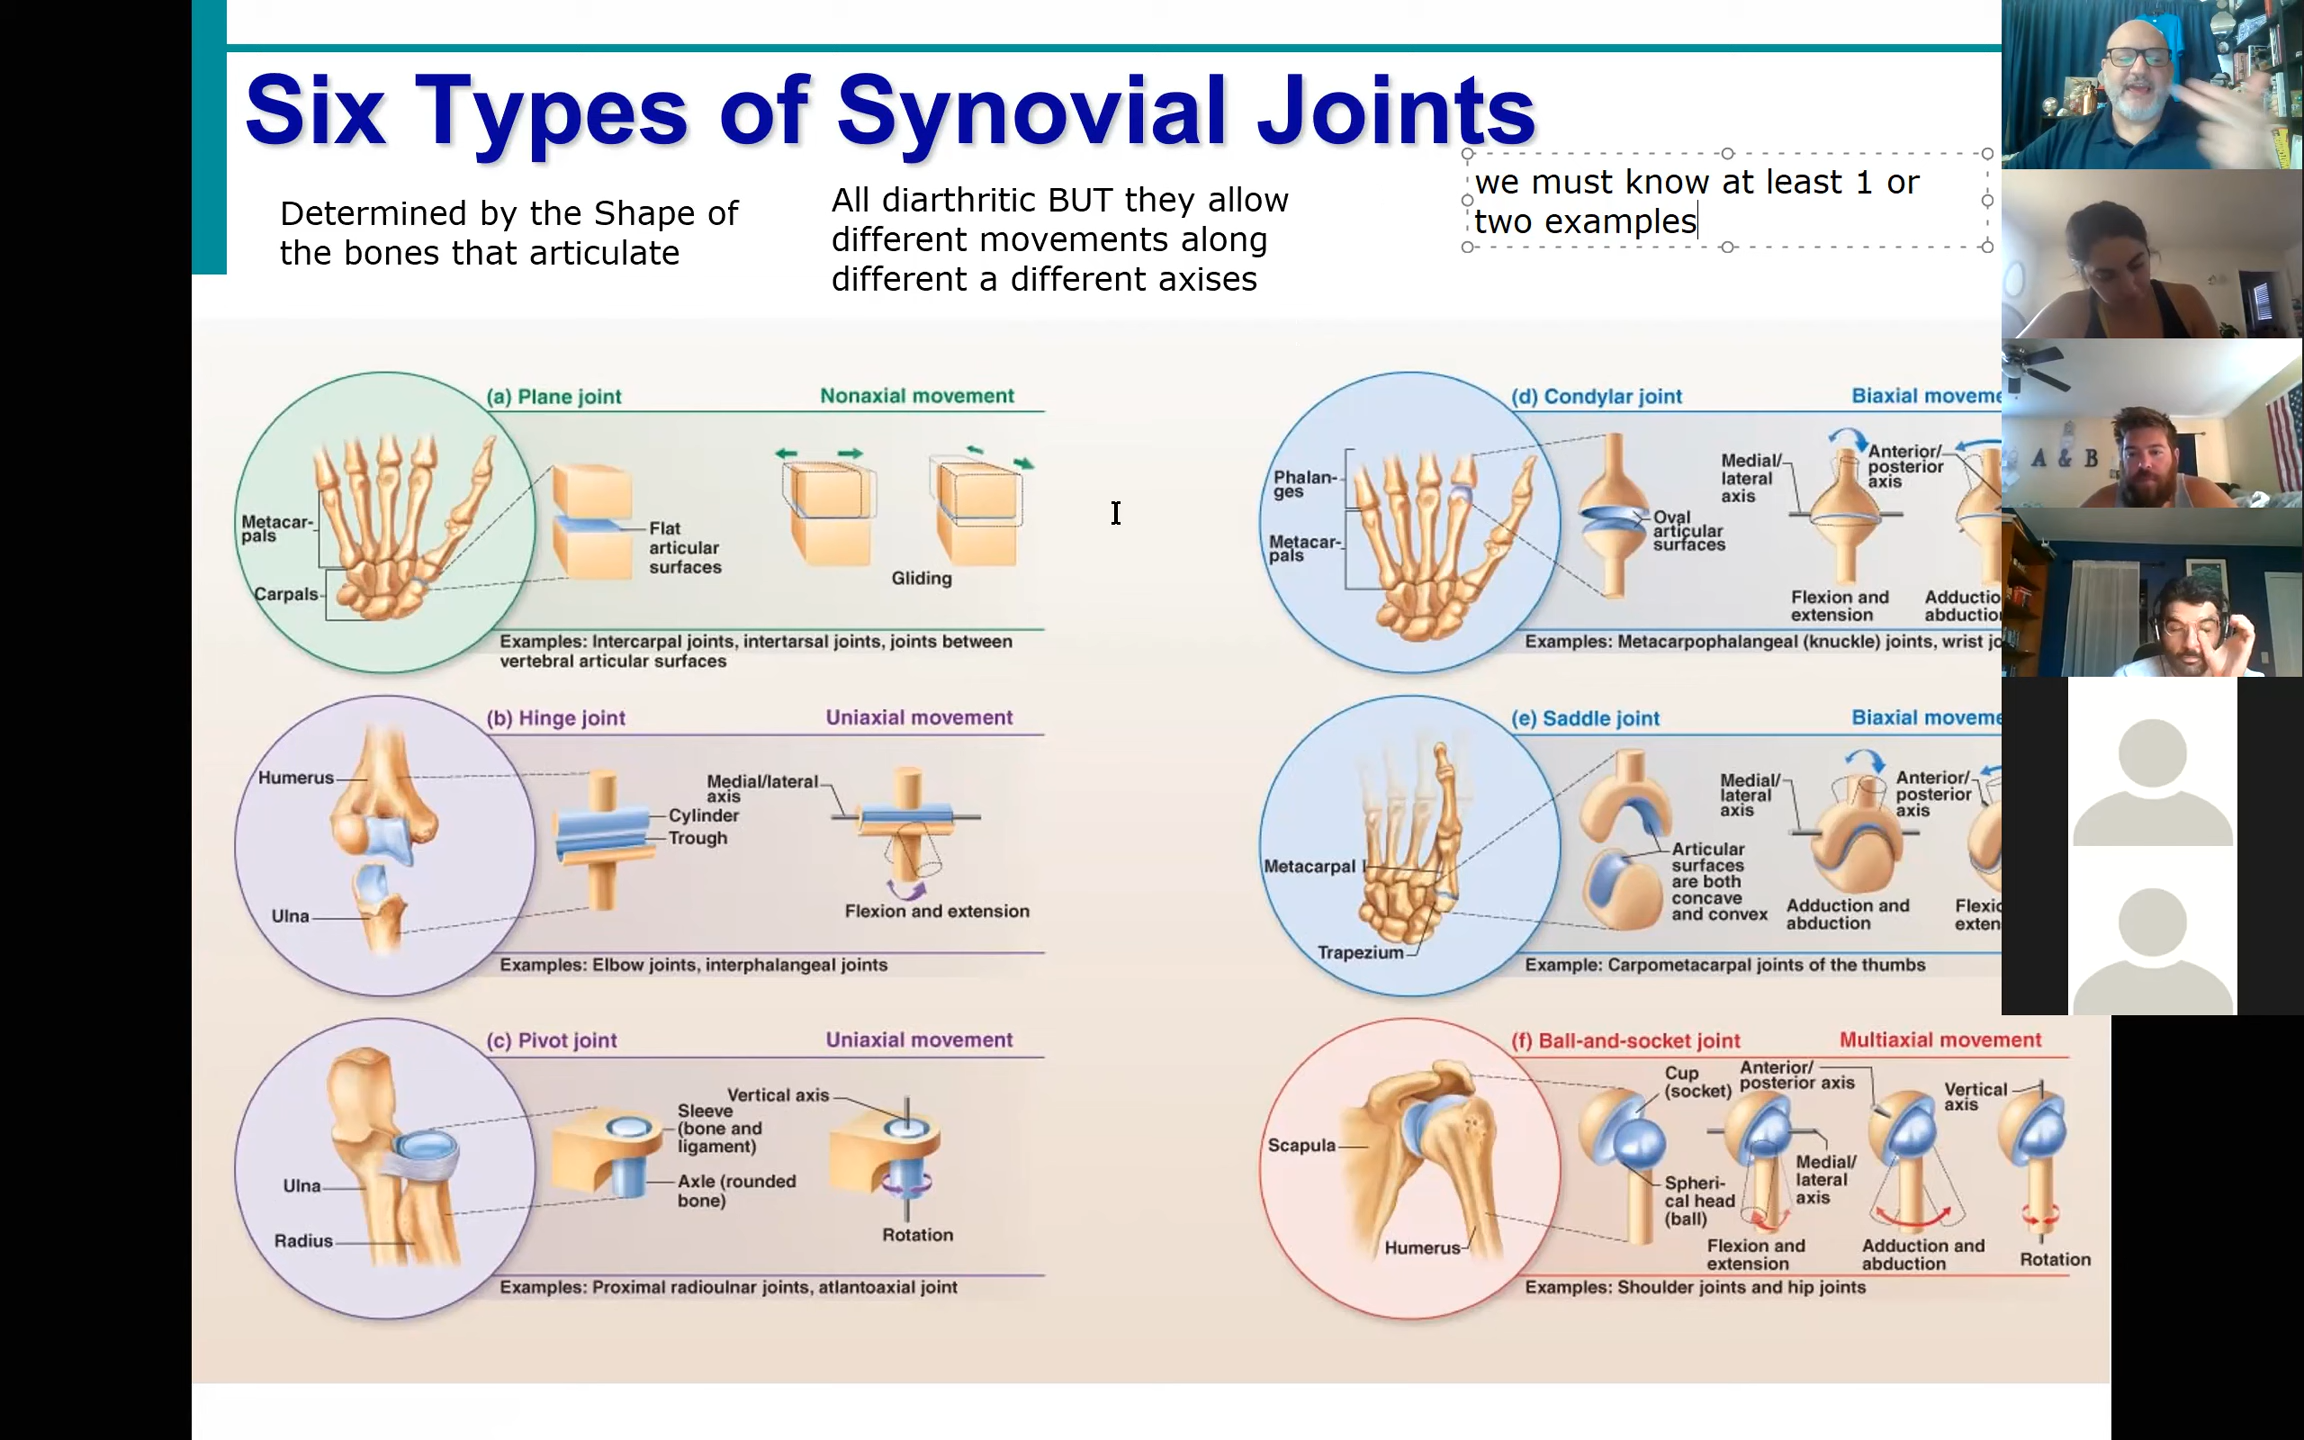 Six Types of Synovial Joints
Determined by the Shape of
the bones that articulate
All diarthritic BUT they allow
different movements along
different a different axises
we must know at least 1 or
two examples
(a) Plane joint
Nonaxial movement
Metacar-
pals
Carpals
Flat
articular
surfaces
Gliding
Examples: Intercarpal joints, intertarsal joints, joints between
vertebral articular surfaces
(b) Hinge joint
Uniaxial movement
Humerus
Ulna
Medial/lateral
axis
Cylinder
Trough
Flexion and extension
Examples: Elbow joints, interphalangeal joints
(c) Pivot joint
Uniaxial movement
Ulna
Radius
Vertical axis
Sleeve
(bone and
ligament)
Axle (rounded
bone)
Rotation
Examples: Proximal radioulnar joints, atlantoaxial joint
(d) Condylar joint
Biaxial moveme
Phalan-
ges
Metacar-
pals
Oval
articular
surfaces
Medial/
lateral
axis
Anterior/
posterior
axis
Flexion and
extension
Adductio
abduction
Examples: Metacarpophalangeal (knuckle) joints, wrist jo
(e) Saddle joint
Biaxial moveme
Metacarpal I
Trapezium
Articular
surfaces
are both
concave
and convex
Medial/
lateral
axis
Anterior/
posterior
axis
Adduction and
abduction
Flexio
exten
Example: Carpometacarpal joints of the thumbs
(f) Ball-and-socket joint
Multiaxial movement
Scapula
Humerus
Cup
(socket)
Spheri-
cal head
(ball)
Anterior/
posterior axis
Medial/
lateral
axis
Vertical
axis
Flexion and
extension
Adduction and
abduction
Rotation
Examples: Shoulder joints and hip joints
A & B